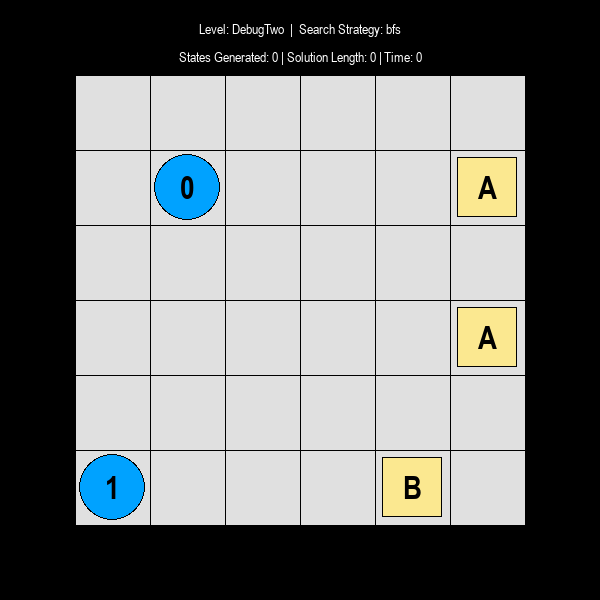 Level: DebugTwo | Search Strategy: bfs
States Generated: 0 | Solution Length: 0 | Time: 0
0 A
A
1 B